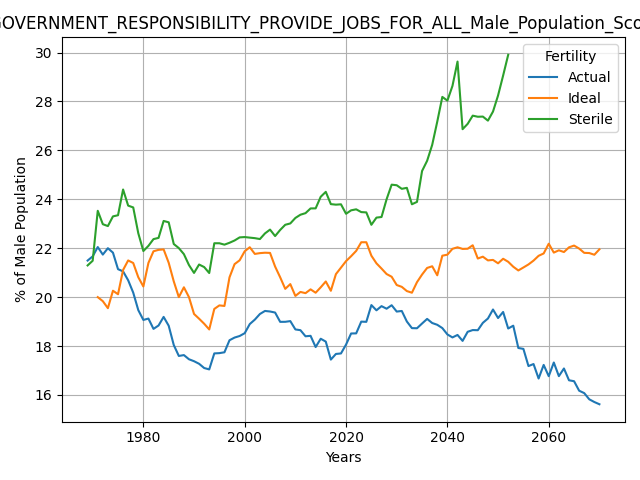 GOVERNMENT_RESPONSIBILITY_PROVIDE_JOBS_FOR_ALL_Male_Population_Sco
30
28
26
24
22
20
18
16
% of Male Population
Fertility
Actual
Ideal
Sterile
1980 2000 2020 2040 2060
Years